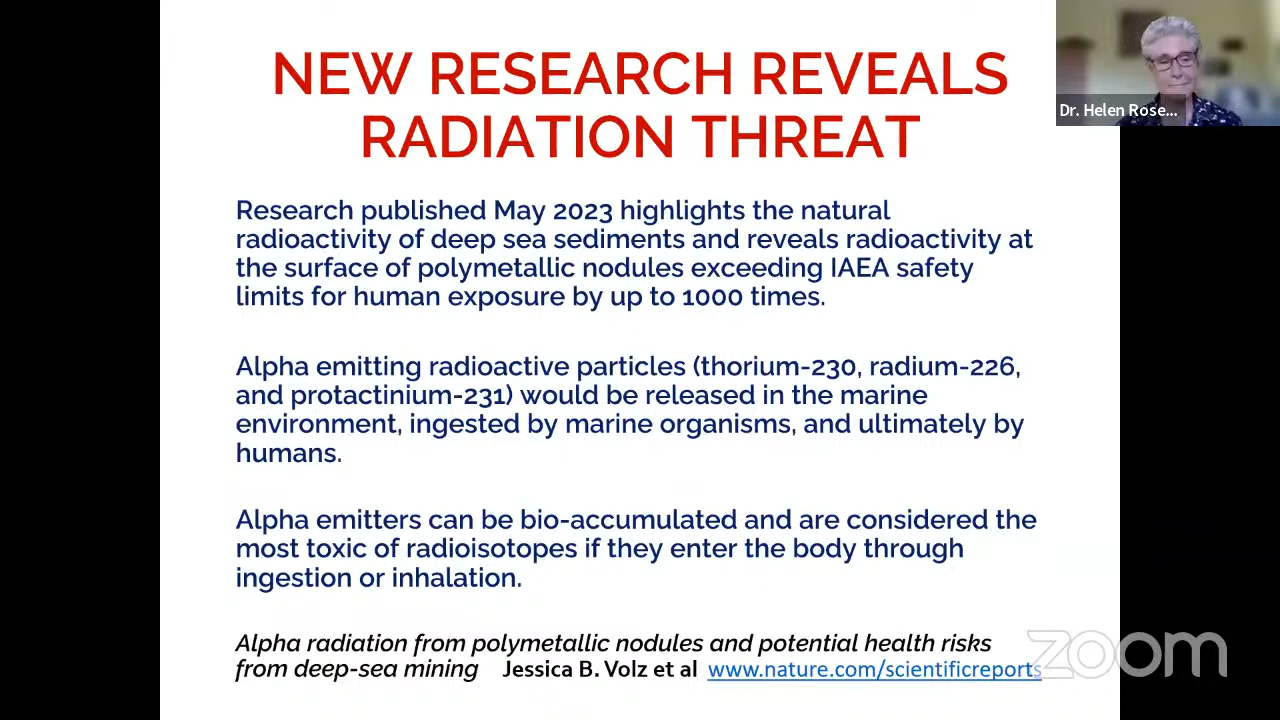 NEW RESEARCH REVEALS
RADIATION THREAT
Dr. Helen Rose...
Research published May 2023 highlights the natural
radioactivity of deep sea sediments and reveals radioactivity at
the surface of polymetallic nodules exceeding IAEA safety
limits for human exposure by up to 1000 times.
Alpha emitting radioactive particles (thorium-230, radium-226,
and protactinium-231) would be released in the marine
environment, ingested by marine organisms, and ultimately by
humans.
Alpha emitters can be bio-accumulated and are considered the
most toxic of radioisotopes if they enter the body through
ingestion or inhalation.
Alpha radiation from polymetallic nodules and potential health risks
from deep-sea mining Jessica B. Volz et al www.nature.com/scientificreports
zoom